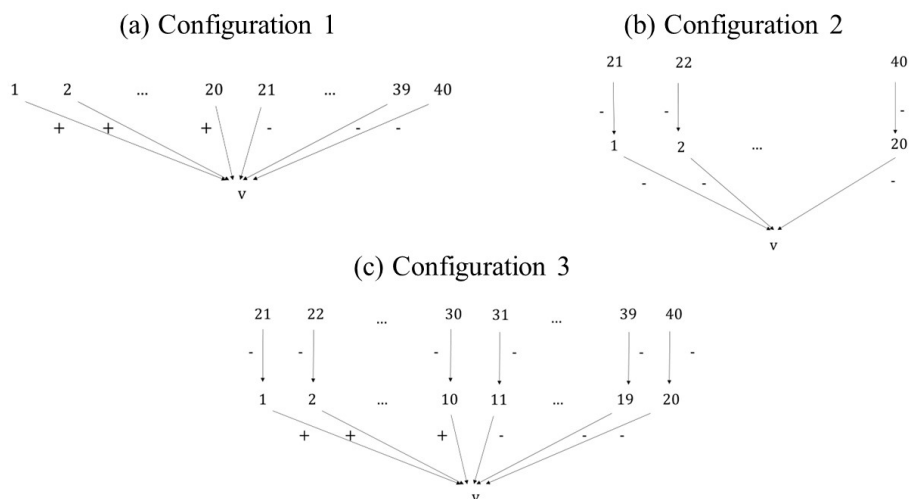 (a) Configuration 1
1 2 ... 20 21 ... 39 40
+ + + - - -
v
(b) Configuration 2
21 22 40
- - -
1 2 ... 20
- - -
v
(c) Configuration 3
21 22 ... 30 31 ... 39 40
- - - - - -
1 2 ... 10 11 ... 19 20
+ + + - - -
v